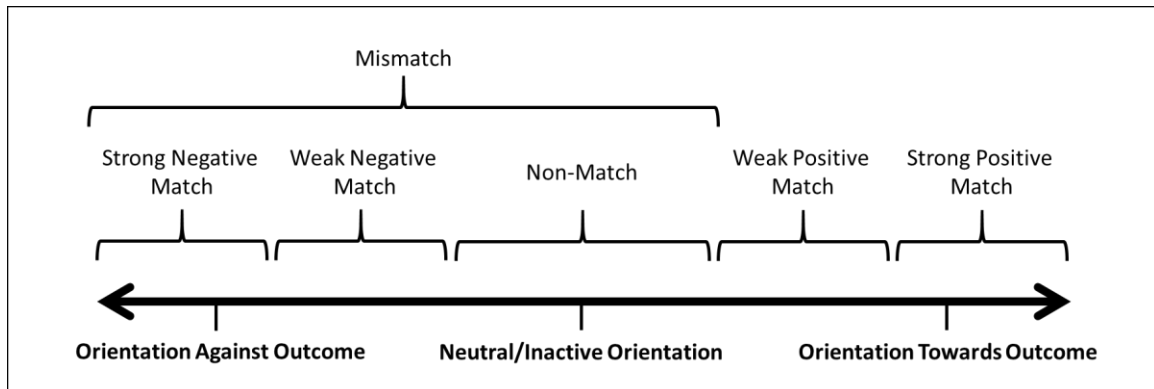 Mismatch
Strong Negative
Match
Weak Negative
Match
Non-Match
Weak Positive
Match
Strong Positive
Match
Orientation Against Outcome
Neutral/Inactive Orientation
Orientation Towards Outcome